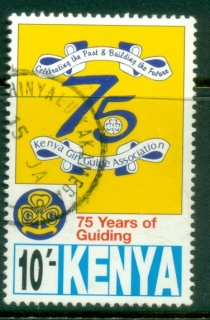 Celebrating the Past & Building the Future
75
Kenya Girl Guide Association
75 Years of
Guiding
10/- KENYA